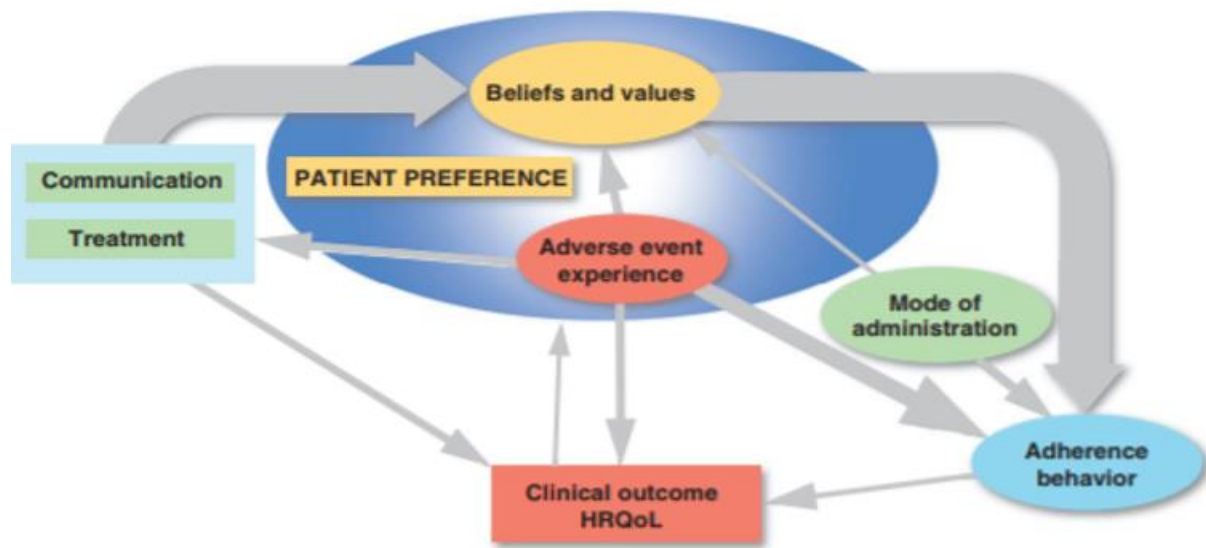 Beliefs and values
Communication
PATIENT PREFERENCE
Treatment
Adverse event
experience
Mode of
administration
Adherence
behavior
Clinical outcome
HRQoL